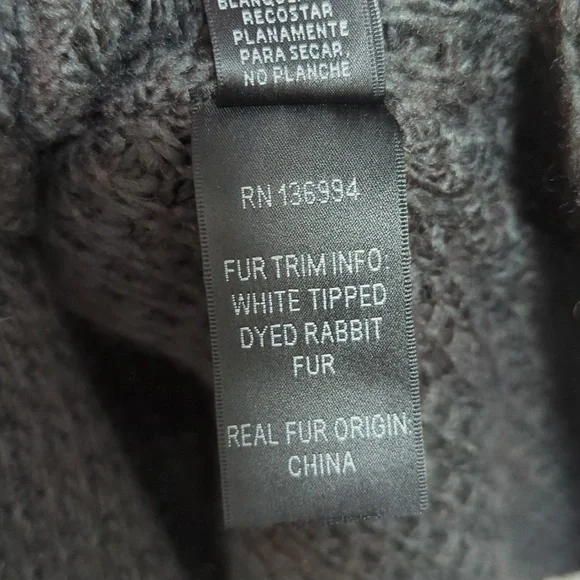 BLANQUEADOR
RECOSTAR
PLANAMENTE
PARA SECAR.
NO PLANCHE
RN 136994
FUR TRIM INFO:
WHITE TIPPED
DYED RABBIT
FUR
REAL FUR ORIGIN:
CHINA